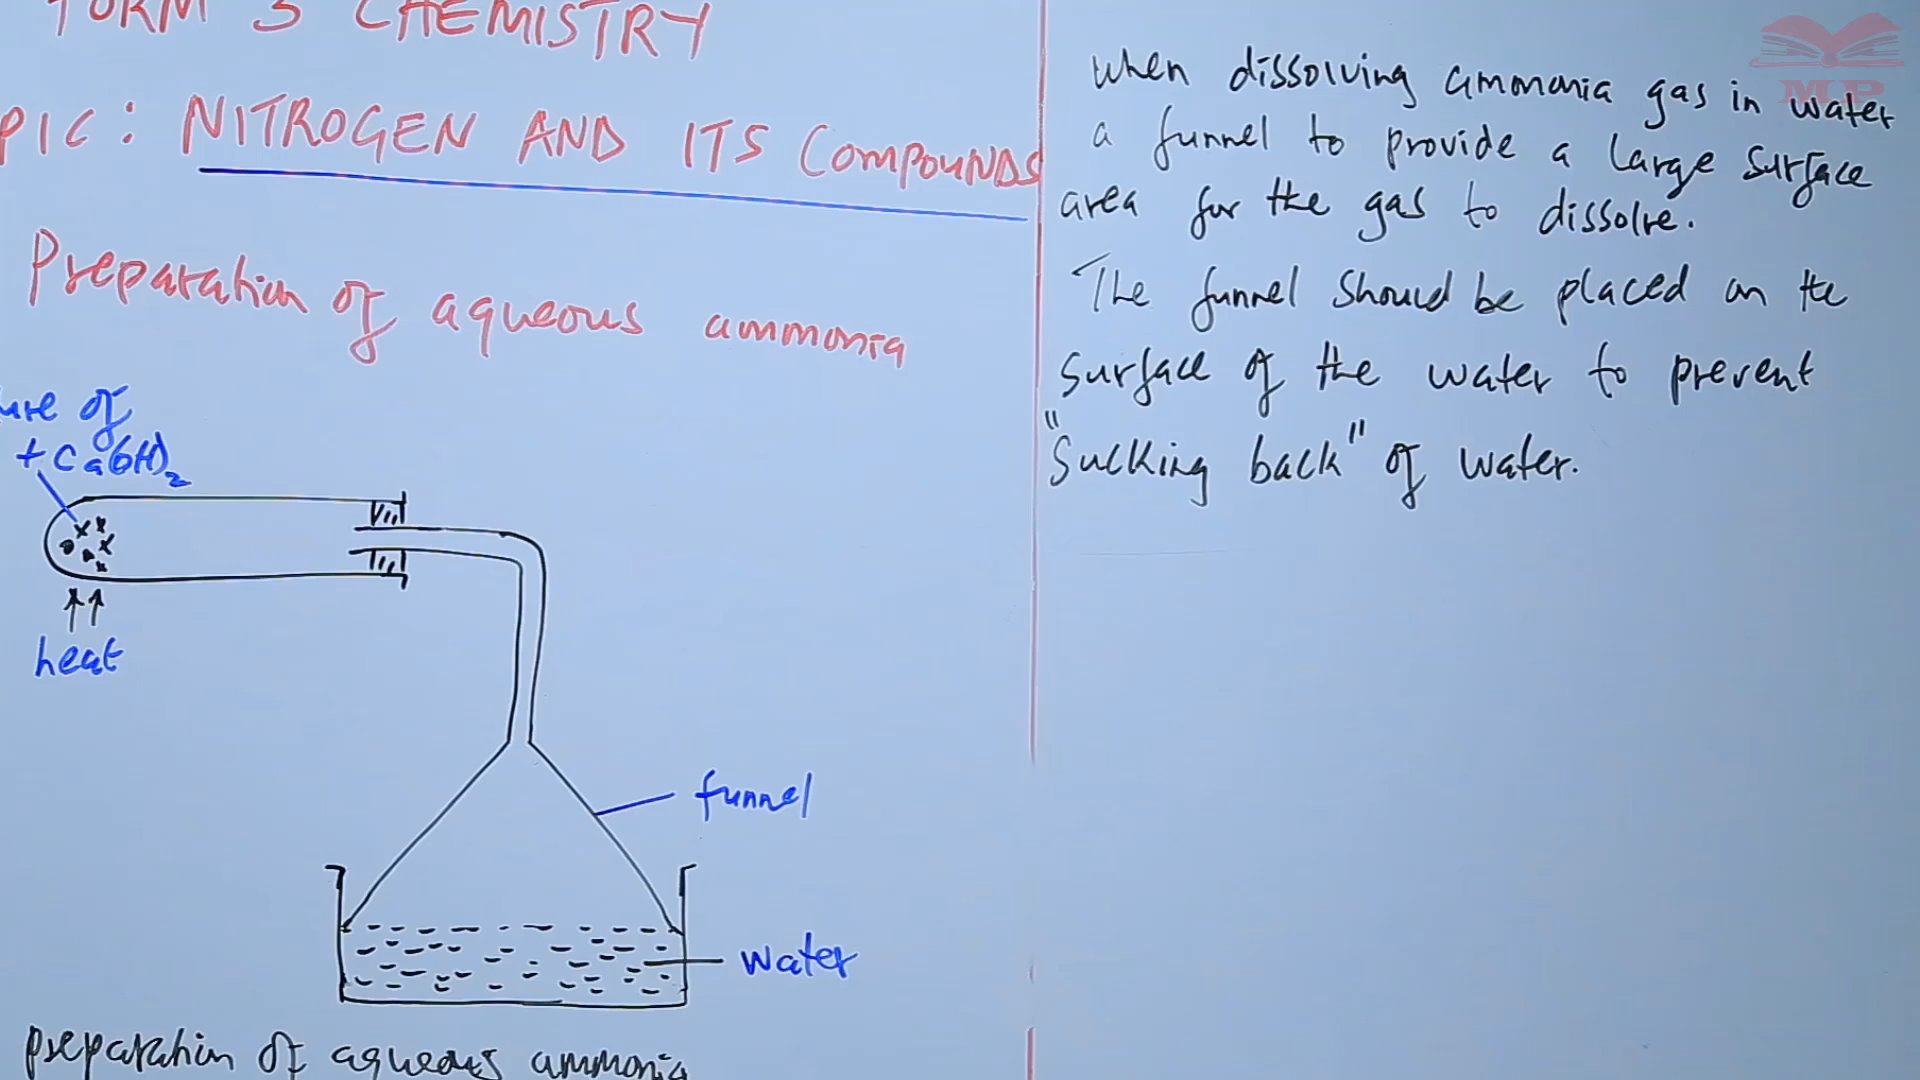 FORM 3 CHEMISTRY
PIC: NITROGEN AND ITS COMPOUNDS
Preparation of aqueous ammonia
ure of
+ Ca(OH)2
heat
funnel
water
preparation of aqueous ammonia
when dissolving ammonia gas in water
a funnel to provide a large surface
area for the gas to dissolve.
The funnel should be placed on the
surface of the water to prevent
"Sucking back" of water.
MP